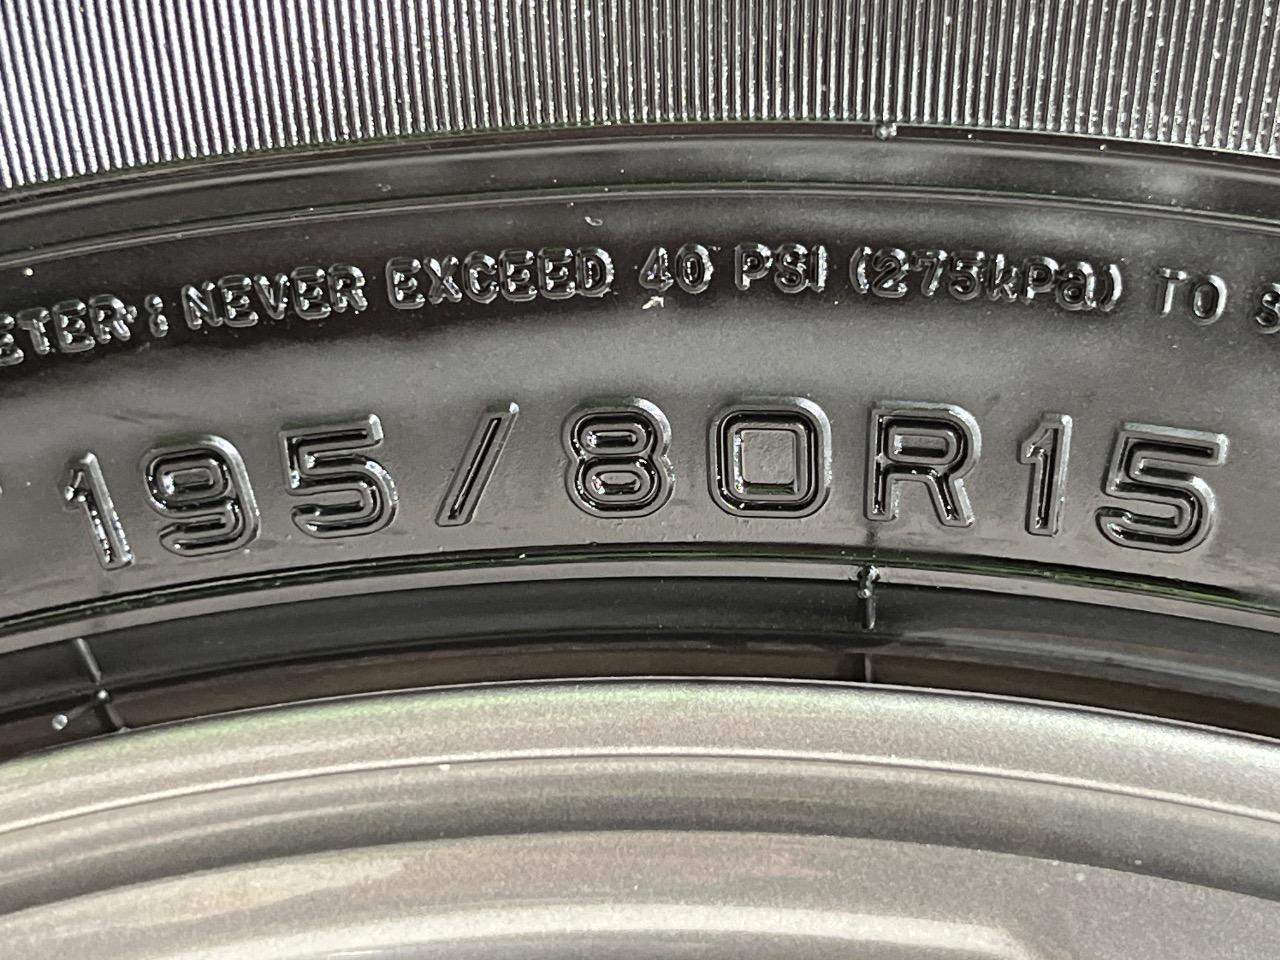 ETER: NEVER EXCEED 40 PSI (275kPa) TO S
195/80R15